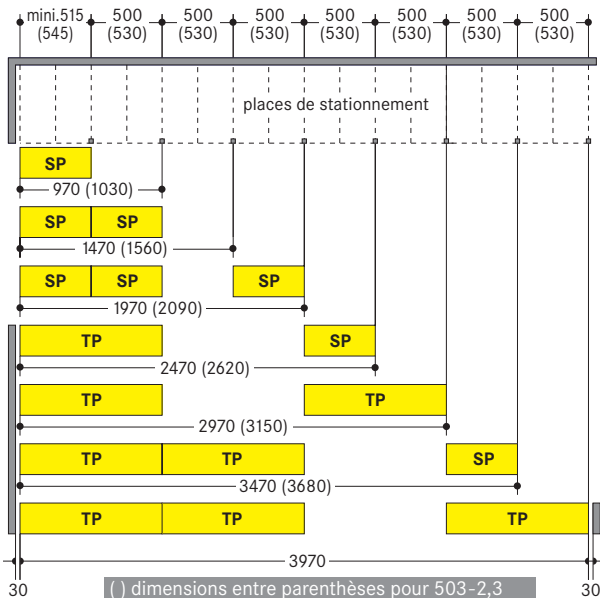 mini.515 500 500 500 500 500 500 500
(545) (530) (530) (530) (530) (530) (530) (530)
places de stationnement
SP
970 (1030)
SP SP
1470 (1560)
SP SP SP
1970 (2090)
TP SP
2470 (2620)
TP TP
2970 (3150)
TP TP SP
3470 (3680)
TP TP TP
3970
30 ( ) dimensions entre parenthèses pour 503-2,3 30